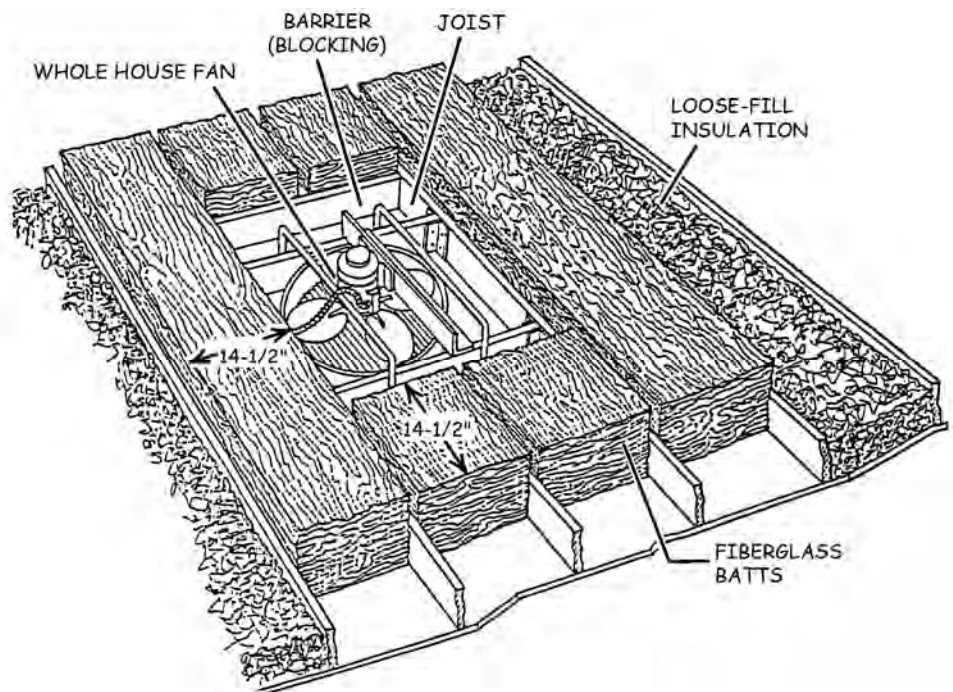 BARRIER
(BLOCKING)
JOIST
WHOLE HOUSE FAN
LOOSE-FILL
INSULATION
14-1/2"
14-1/2"
FIBERGLASS
BATTS